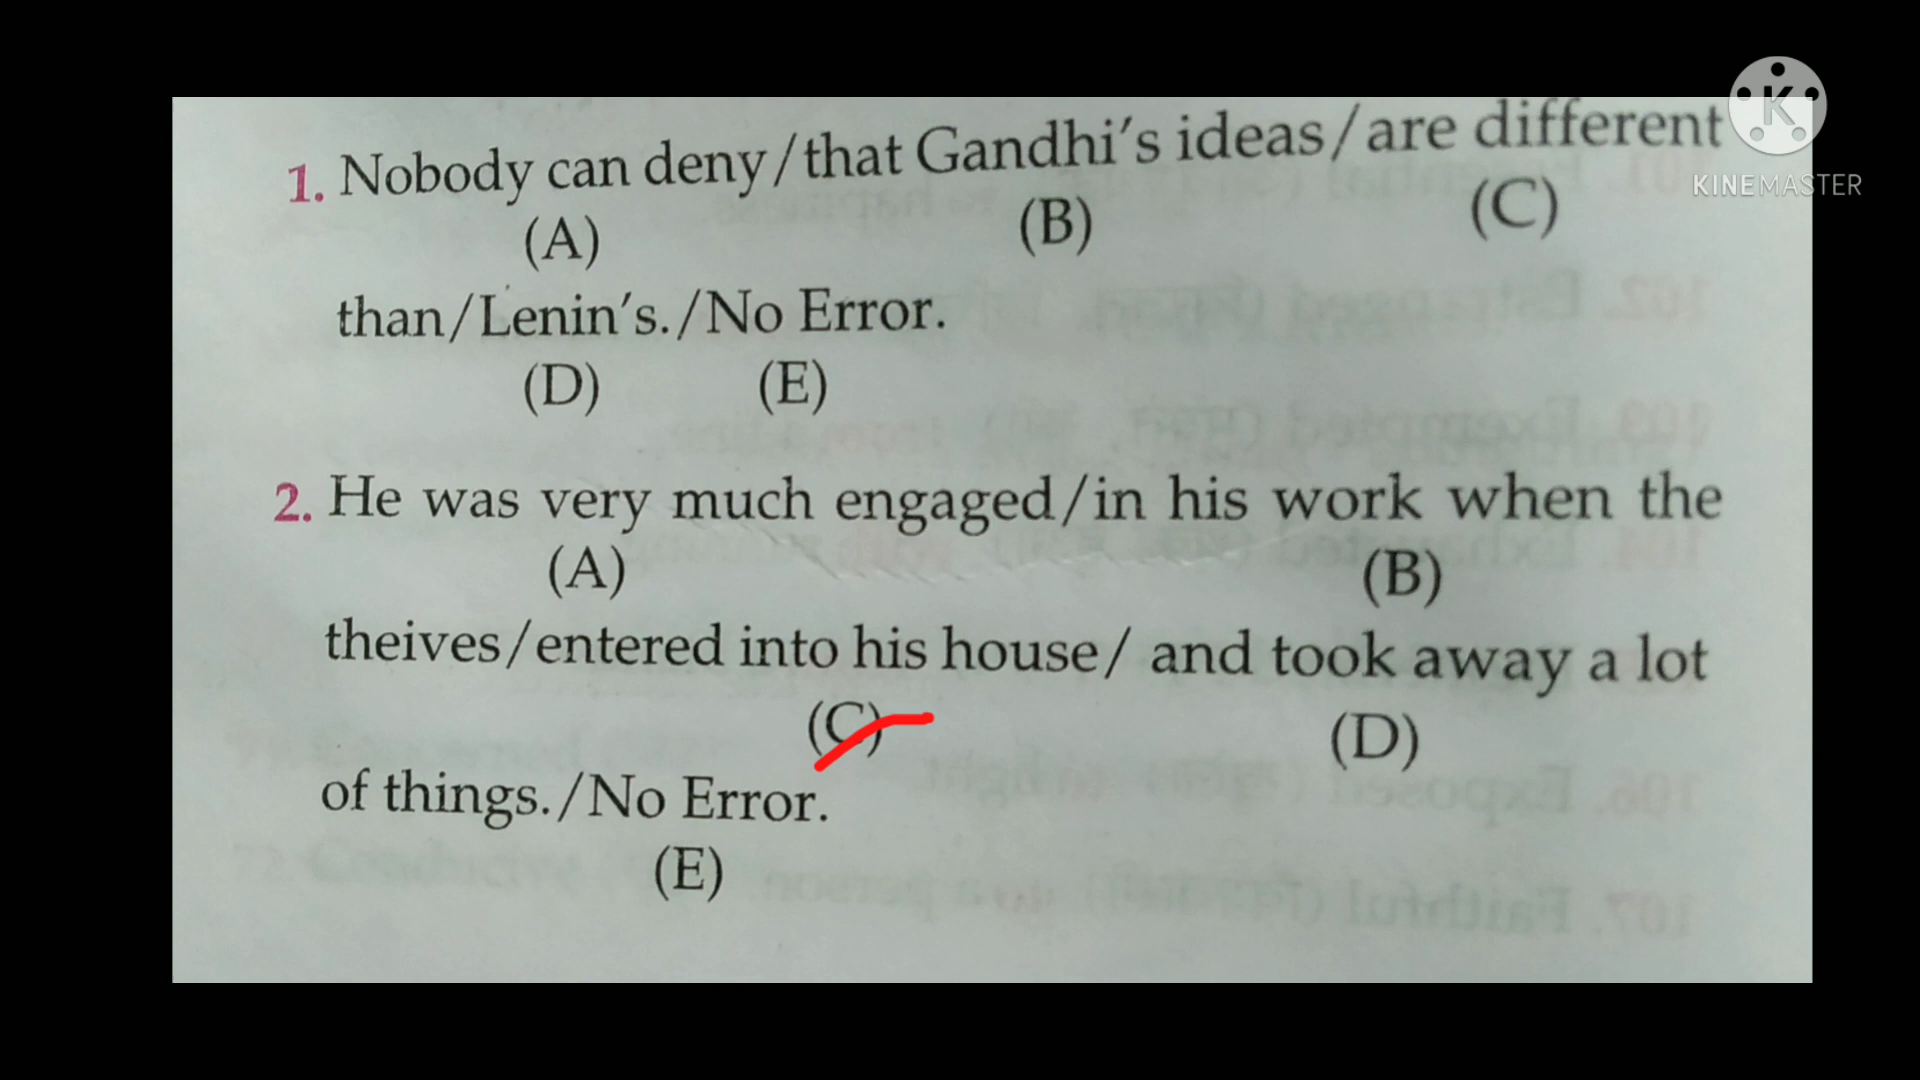 1. Nobody can deny/that Gandhi's ideas/are different
(A) (B) (C)
than/Lenin's./No Error.
(D) (E)
2. He was very much engaged/in his work when the
(A) (B)
theives/entered into his house/ and took away a lot
(C) (D)
of things./No Error.
(E)
K
KINEMASTER